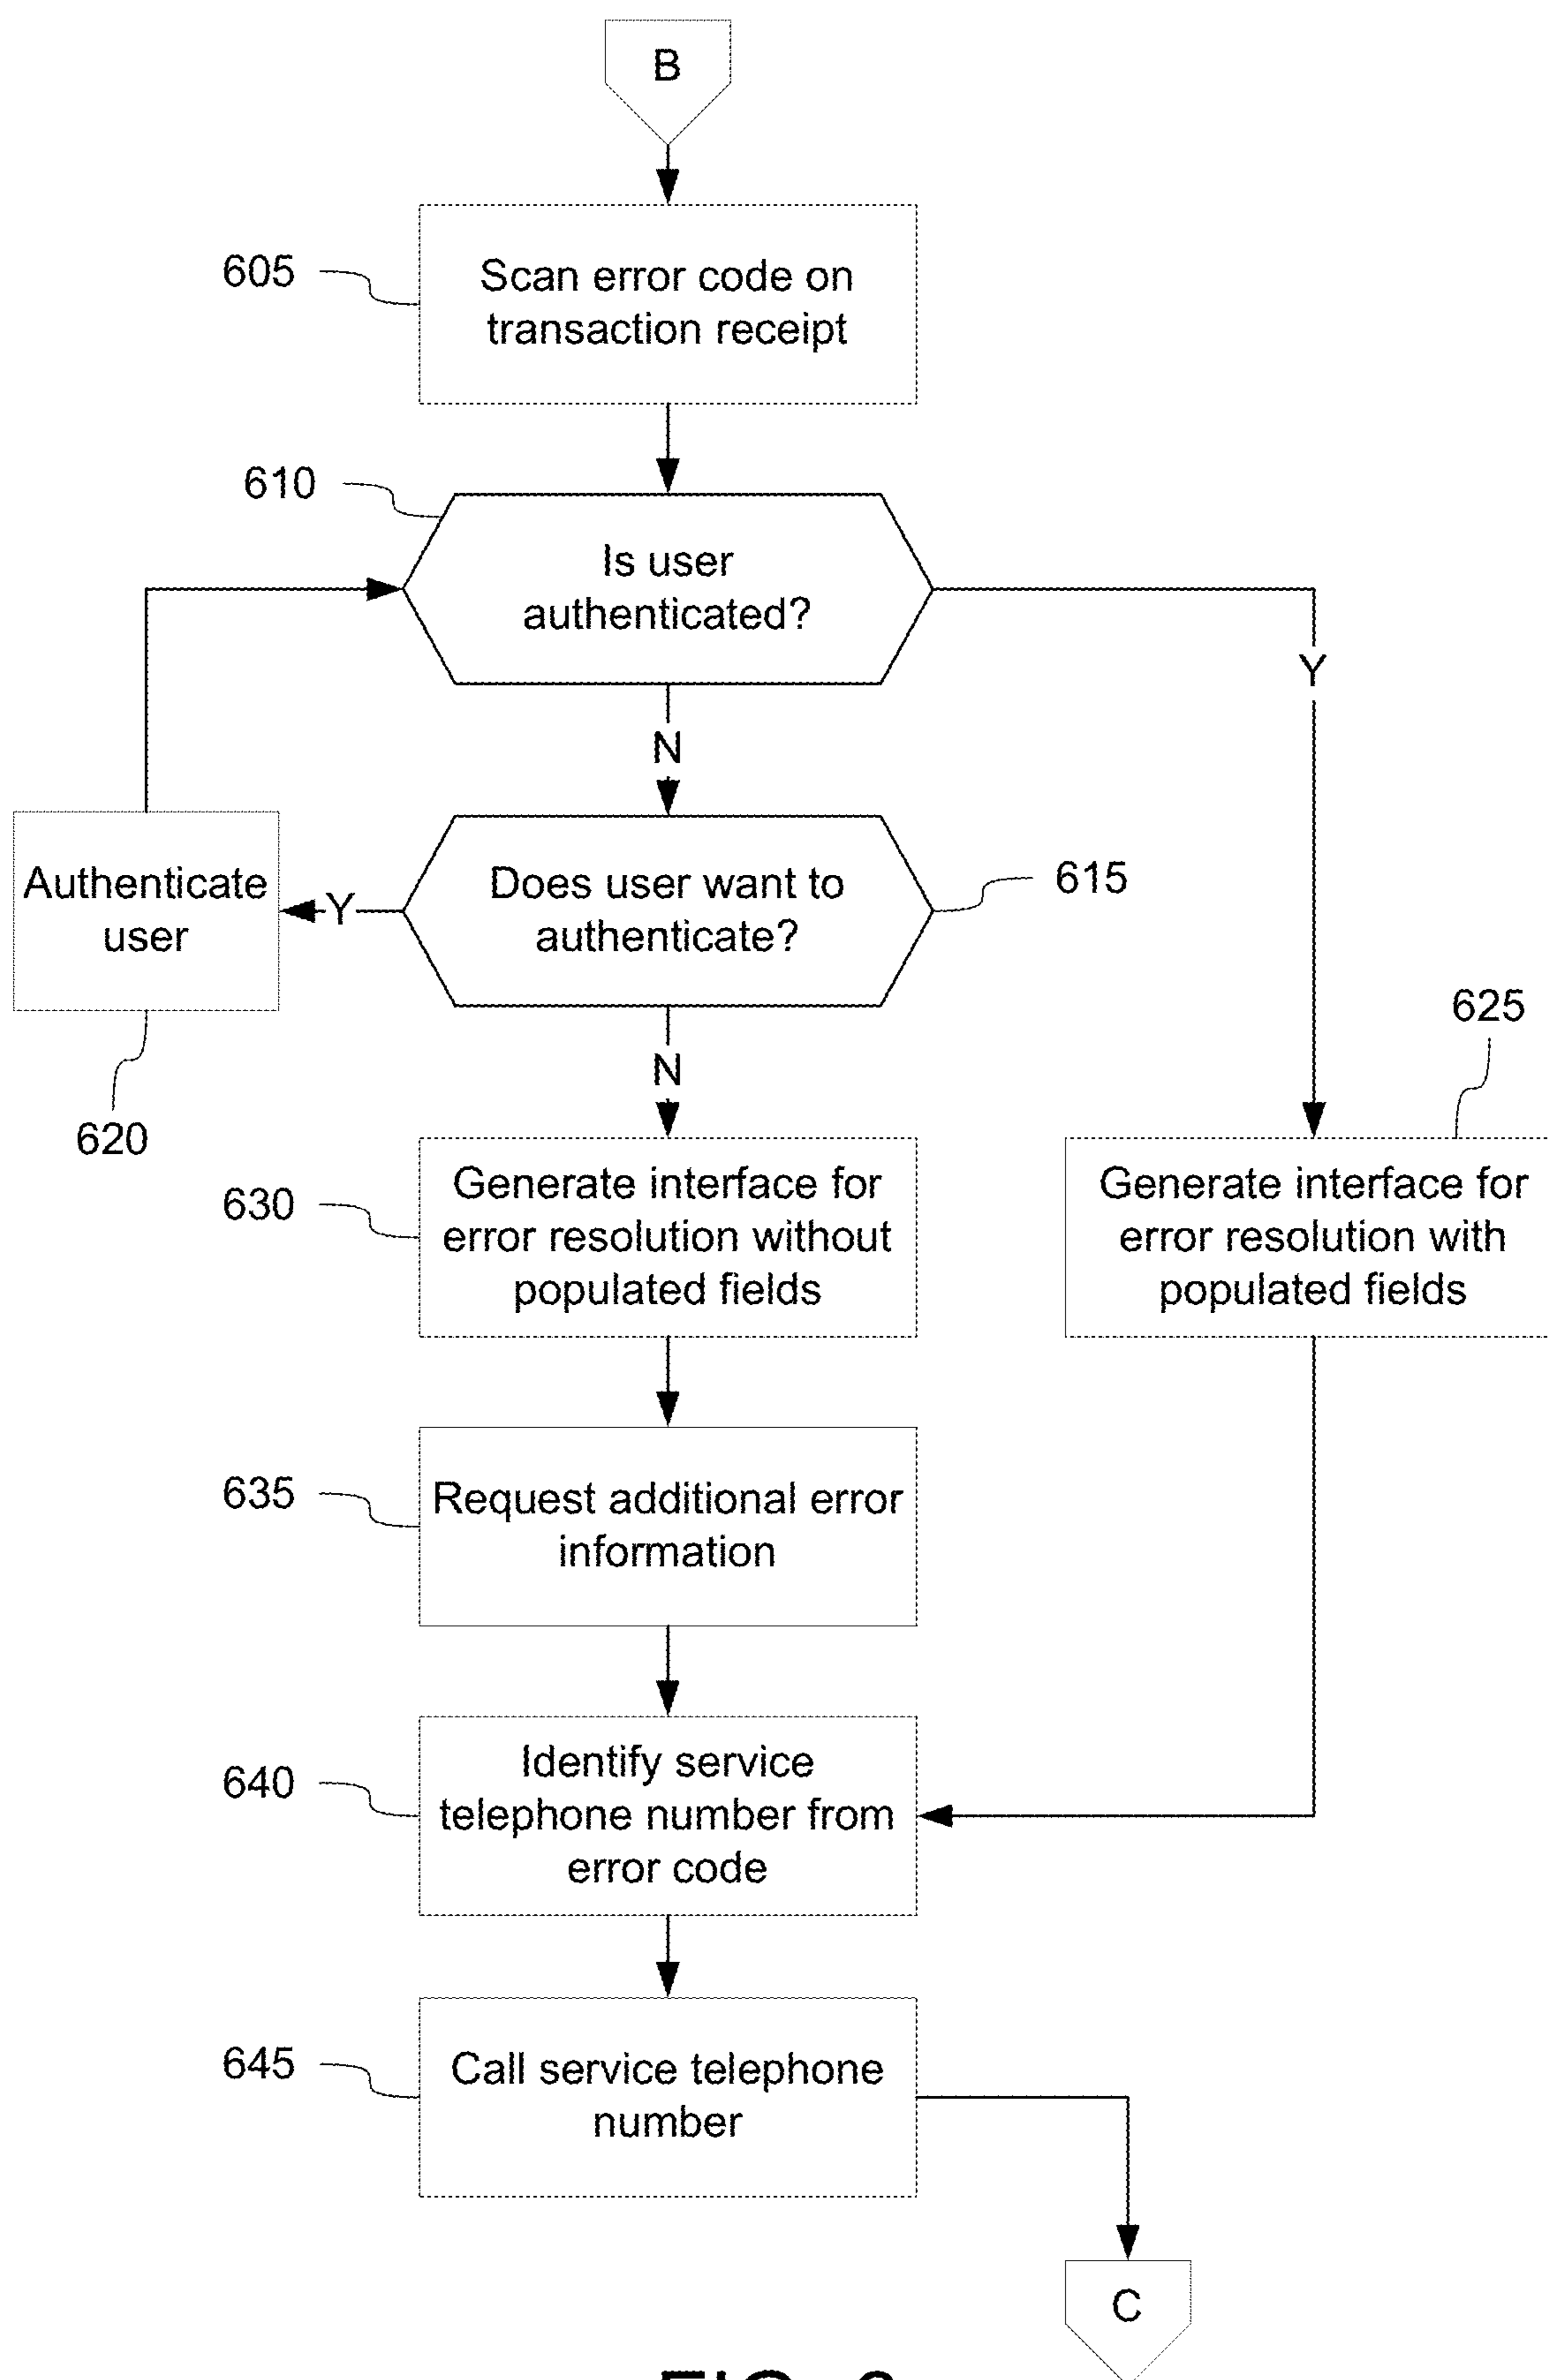 B
605
Scan error code on
transaction receipt
610
Is user
authenticated?
Y
N
Authenticate
user
Y
Does user want to
authenticate?
615
620
N
625
630
Generate interface for
error resolution without
populated fields
Generate interface for
error resolution with
populated fields
635
Request additional error
information
640
Identify service
telephone number from
error code
645
Call service telephone
number
C